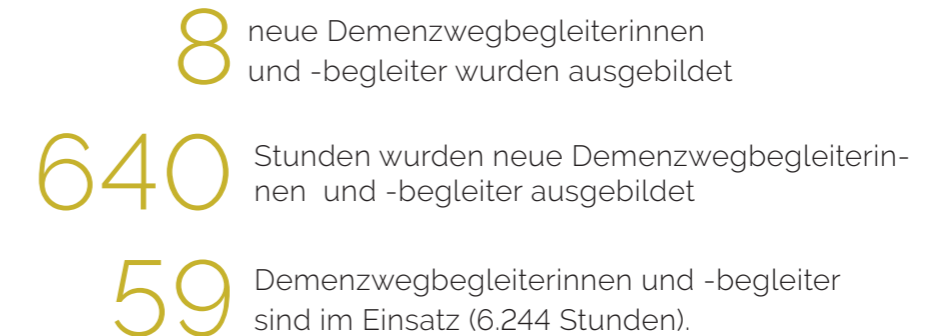 8 neue Demenzwegbegleiterinnen
und -begleiter wurden ausgebildet
640 Stunden wurden neue Demenzwegbegleiterin-
nen und -begleiter ausgebildet
59 Demenzwegbegleiterinnen und -begleiter
sind im Einsatz (6.244 Stunden).